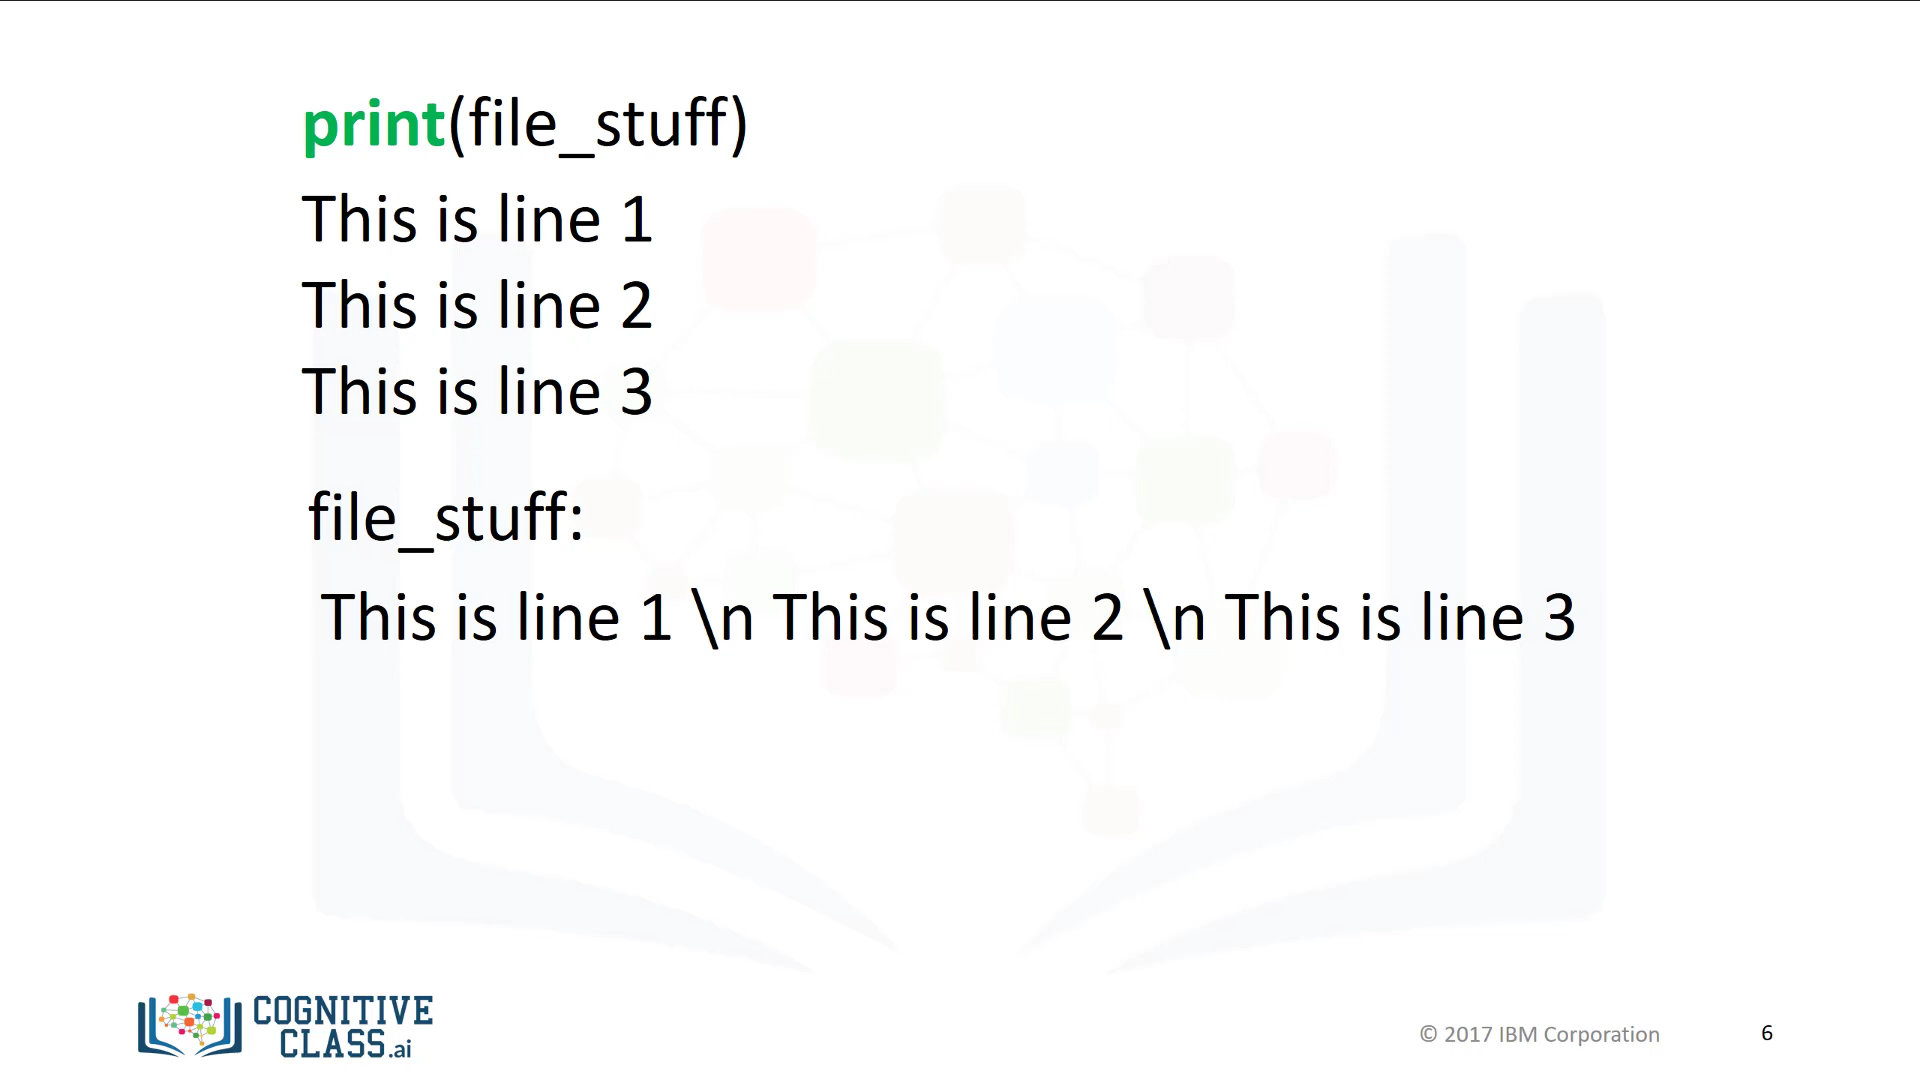 print(file_stuff)
This is line 1
This is line 2
This is line 3
file_stuff:
This is line 1 \n This is line 2 \n This is line 3
COGNITIVE
CLASS.ai
© 2017 IBM Corporation
6